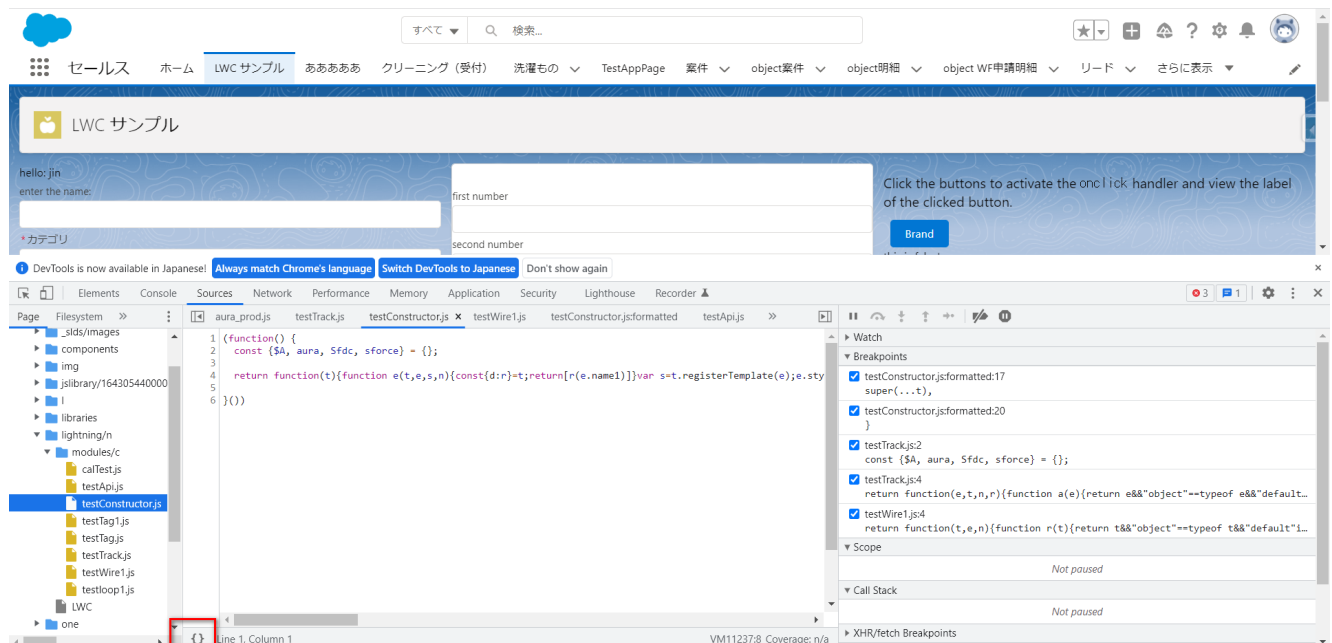 すべて
検索...
セールス ホーム LWC サンプル あああああ クリーニング（受付） 洗濯もの TestAppPage 案件 object案件 object明細 object WF申請明細 リード さらに表示
LWC サンプル
hello: jin
enter the name:
*カテゴリ
first number
second number
Click the buttons to activate the onclick handler and view the label
of the clicked button.
Brand
DevTools is now available in Japanese! Always match Chrome's language Switch DevTools to Japanese Don't show again
Elements Console Sources Network Performance Memory Application Security Lighthouse Recorder 3 1
Page Filesystem » aura_prod.js testTrack.js testConstructor.js × testWire1.js testConstructor.js:formatted testApi.js »
_slds/images
components
img
jslibrary/164305440000
l
libraries
lightning/n
modules/c
calTest.js
testApi.js
testConstructor.js
testTag1.js
testTag.js
testTrack.js
testWire1.js
testloop1.js
LWC
one
1 (function() {
2 const {$A, aura, Sfdc, sforce} = {};
3
4 return function(t){function e(t,e,s,n){const{d:r}=t;return[r(e.name1)]}var s=t.registerTemplate(e);e.sty
5
6 }())
{} Line 1, Column 1 VM11237:8 Coverage: n/a
Watch
Breakpoints
testConstructor.js:formatted:17
super(...t),
testConstructor.js:formatted:20
}
testTrack.js:2
const {$A, aura, Sfdc, sforce} = {};
testTrack.js:4
return function(e,t,n,r){function a(e){return e&&"object"==typeof e&&"default"…
testWire1.js:4
return function(t,e,n){function r(t){return t&&"object"==typeof t&&"default"i…
Scope
Not paused
Call Stack
Not paused
XHR/fetch Breakpoints